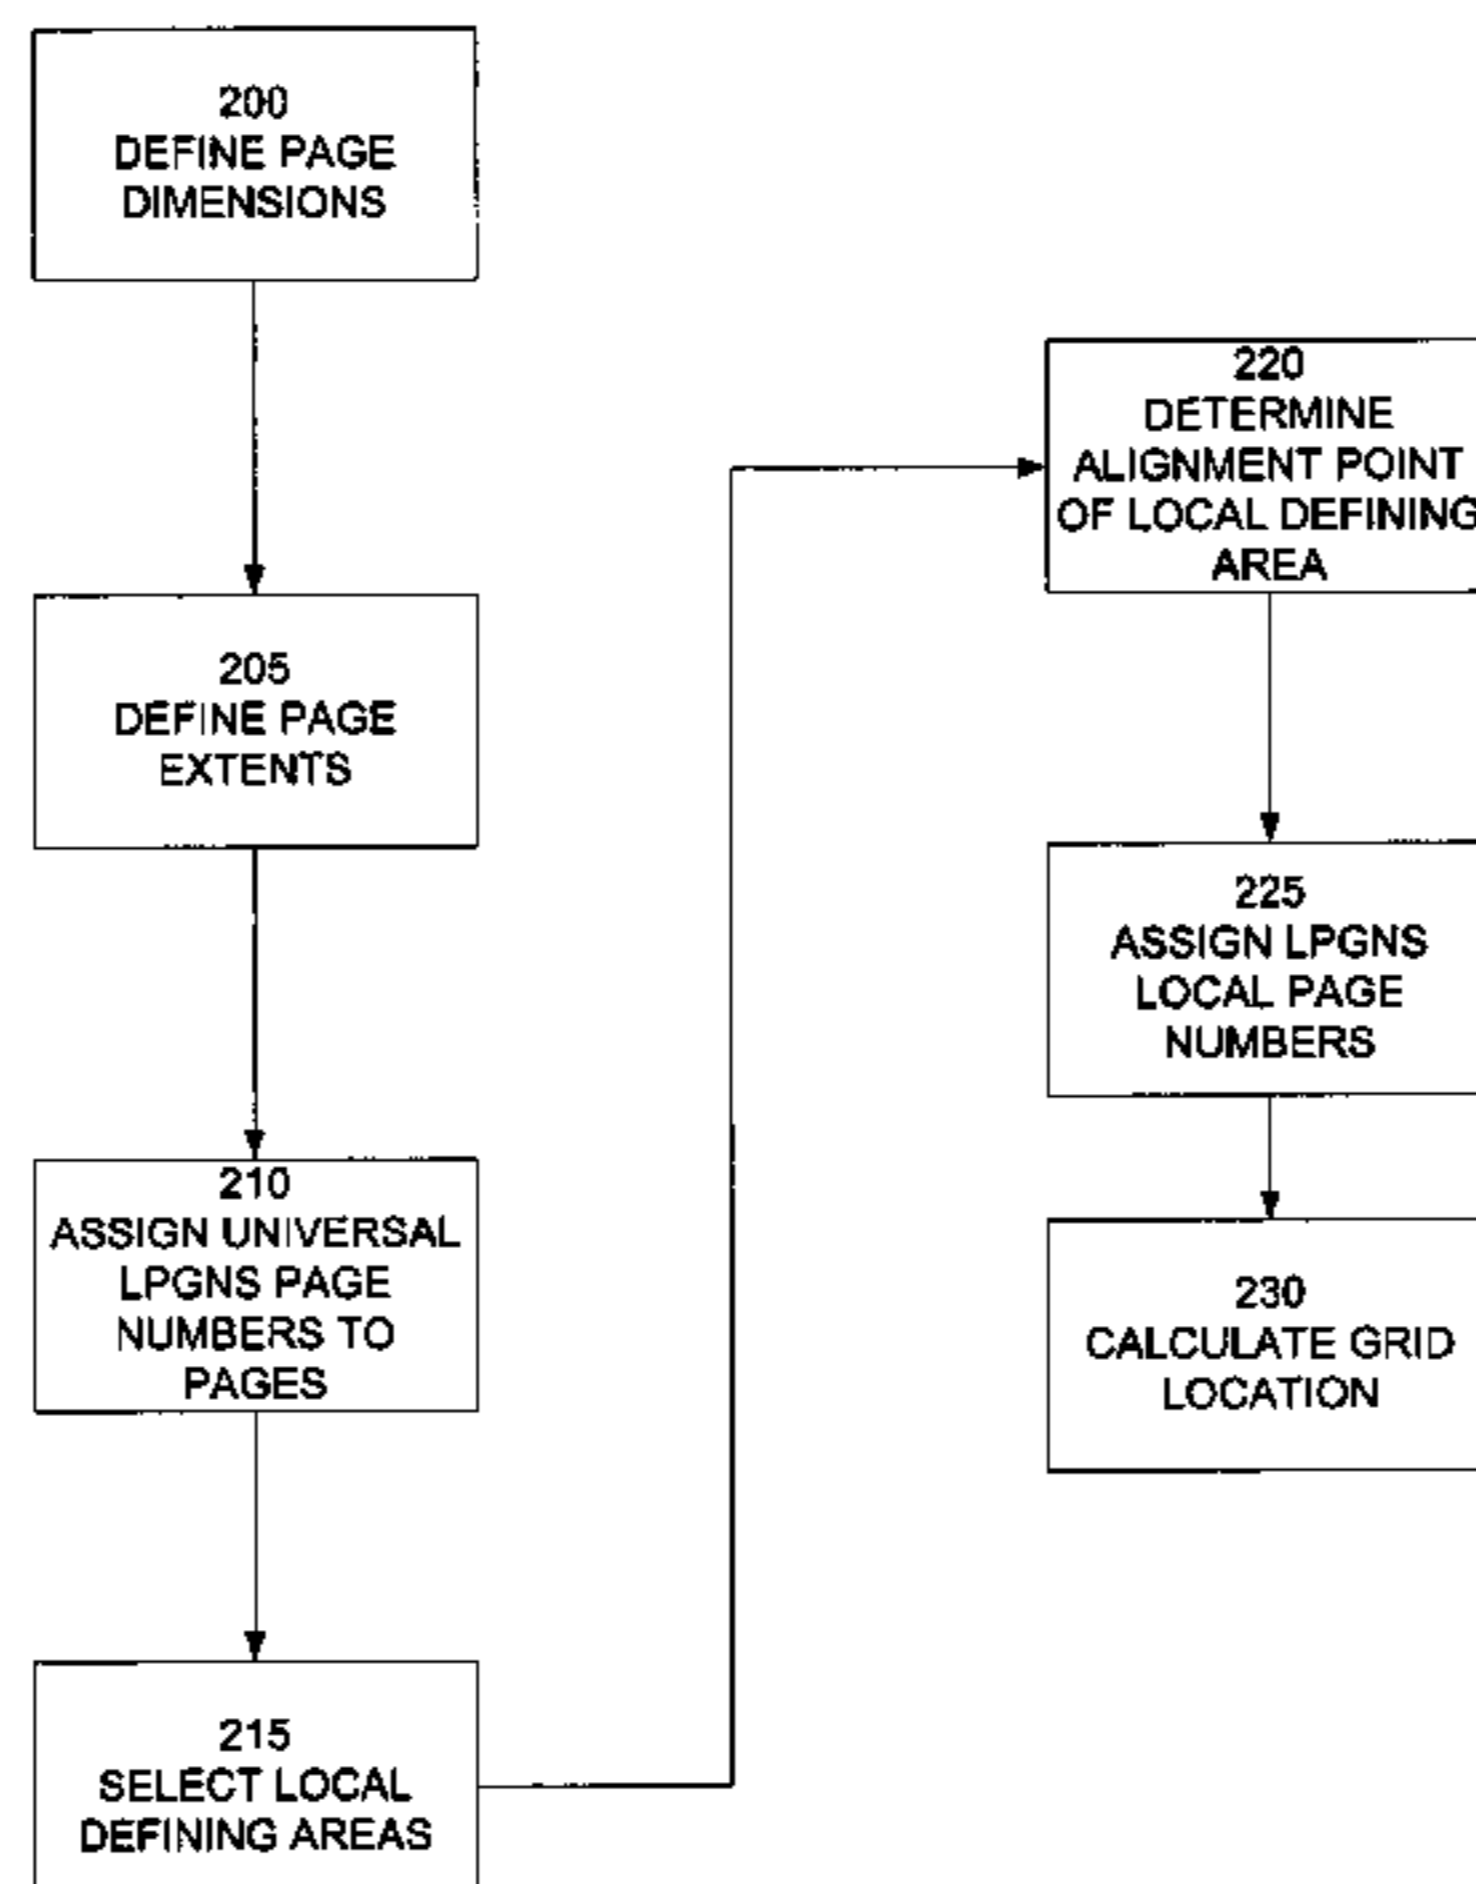 200
DEFINE PAGE
DIMENSIONS
205
DEFINE PAGE
EXTENTS
210
ASSIGN UNIVERSAL
LPGNS PAGE
NUMBERS TO
PAGES
215
SELECT LOCAL
DEFINING AREAS
220
DETERMINE
ALIGNMENT POINT
OF LOCAL DEFINING
AREA
225
ASSIGN LPGNS
LOCAL PAGE
NUMBERS
230
CALCULATE GRID
LOCATION